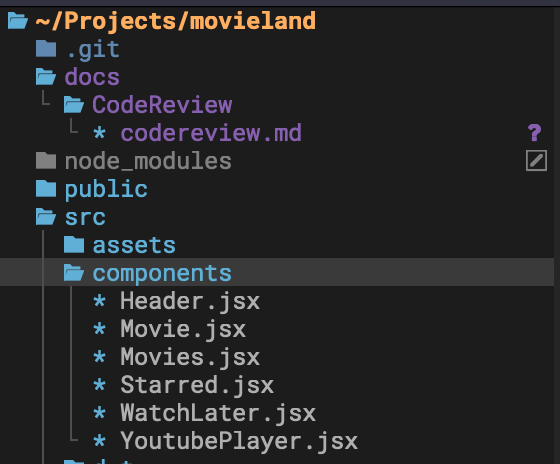 ~/Projects/movieland
.git
docs
CodeReview
* codereview.md ?
node_modules
public
src
assets
components
* Header.jsx
* Movie.jsx
* Movies.jsx
* Starred.jsx
* WatchLater.jsx
* YoutubePlayer.jsx